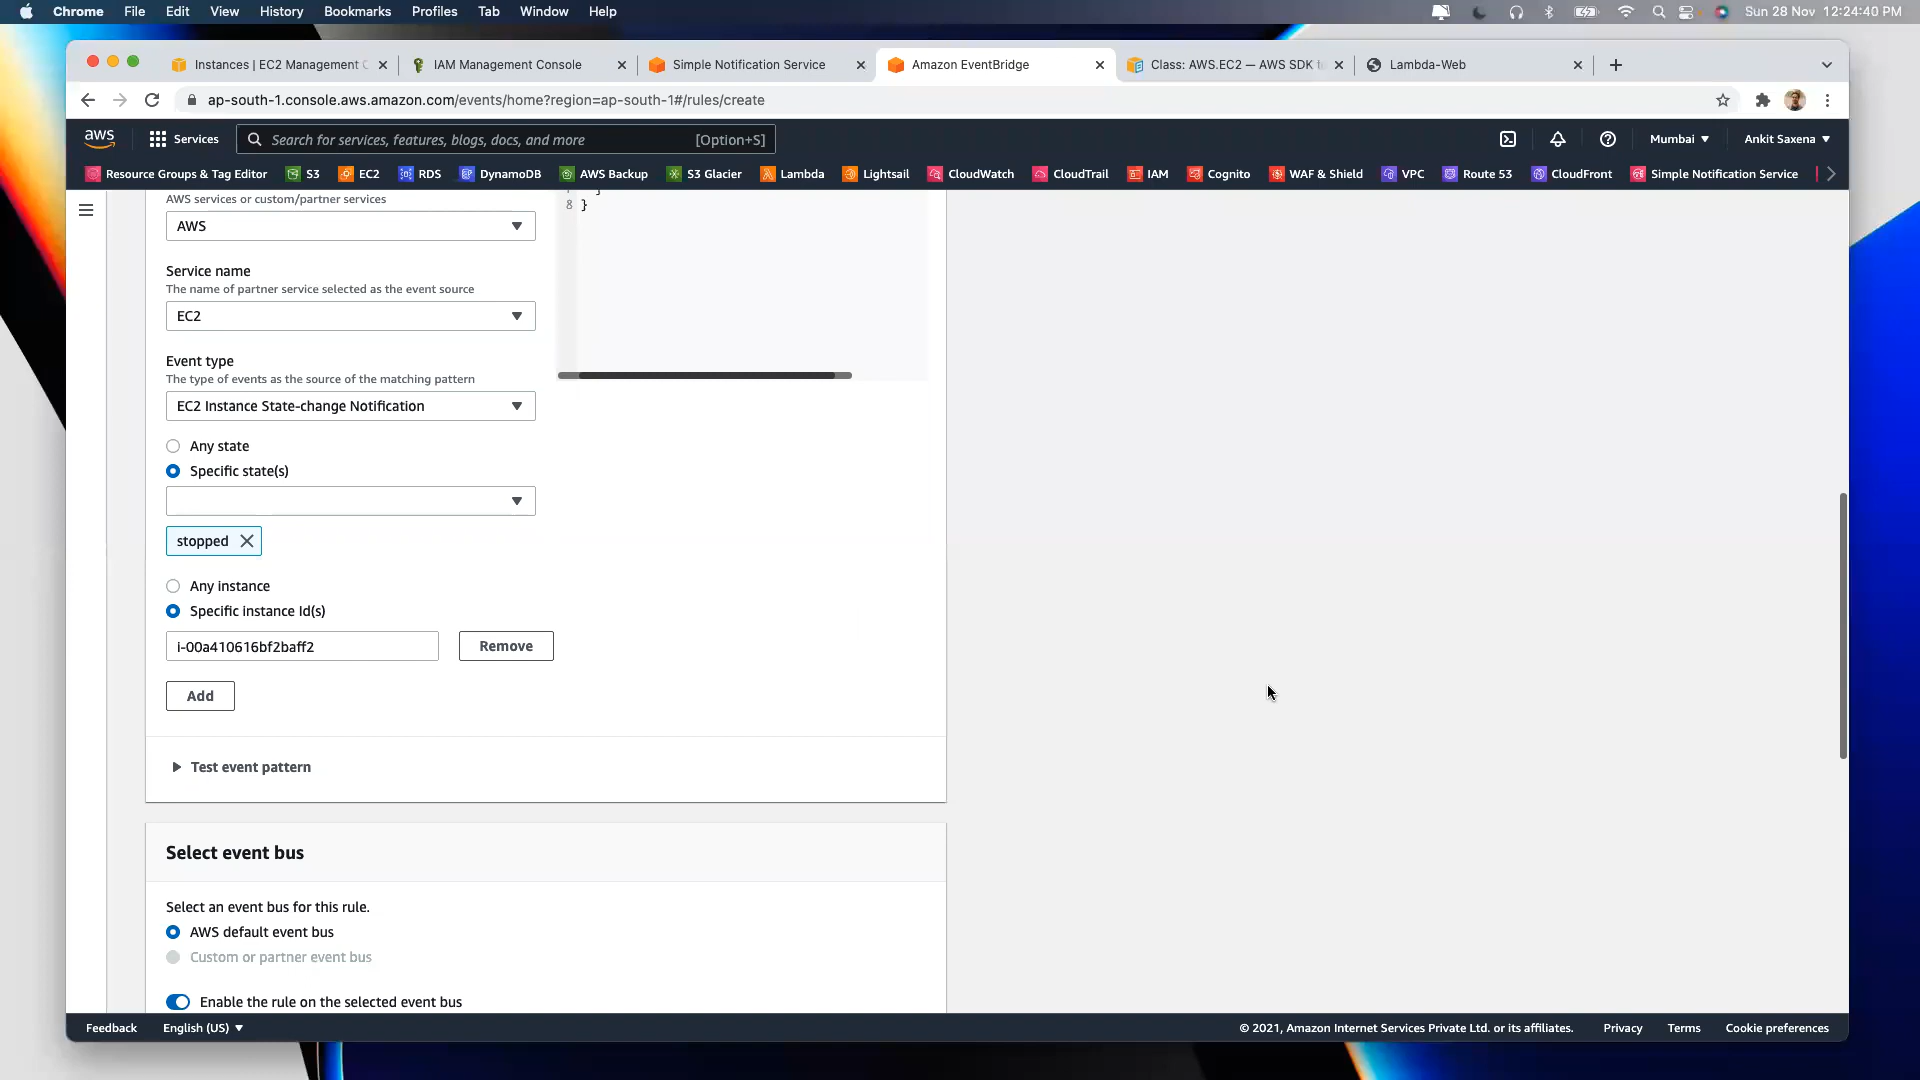 Chrome File Edit View History Bookmarks Profiles Tab Window Help Sun 28 Nov 12:24:40 PM
Instances | EC2 Management C IAM Management Console Simple Notification Service Amazon EventBridge Class: AWS.EC2 — AWS SDK f Lambda-Web
ap-south-1.console.aws.amazon.com/events/home?region=ap-south-1#/rules/create
aws Services Search for services, features, blogs, docs, and more [Option+S] Mumbai ▼ Ankit Saxena ▼
Resource Groups & Tag Editor S3 EC2 RDS DynamoDB AWS Backup S3 Glacier Lambda Lightsail CloudWatch CloudTrail IAM Cognito WAF & Shield VPC Route 53 CloudFront Simple Notification Service
AWS services or custom/partner services
8 }
AWS
Service name
The name of partner service selected as the event source
EC2
Event type
The type of events as the source of the matching pattern
EC2 Instance State-change Notification
Any state
Specific state(s)
stopped
Any instance
Specific instance Id(s)
i-00a410616bf2baff2 Remove
Add
Test event pattern
Select event bus
Select an event bus for this rule.
AWS default event bus
Custom or partner event bus
Enable the rule on the selected event bus
Feedback English (US) ▼ © 2021, Amazon Internet Services Private Ltd. or its affiliates. Privacy Terms Cookie preferences